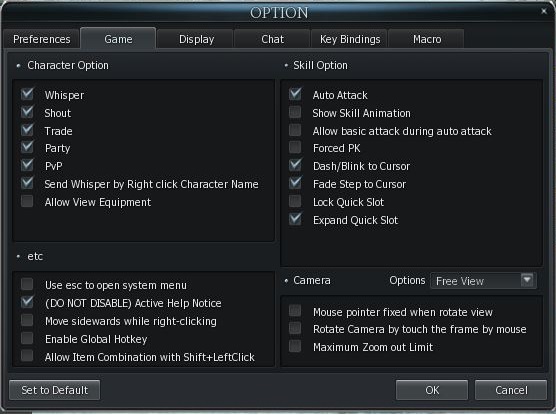 OPTION
Preferences
Game
Display
Chat
Key Bindings
Macro
Character Option
Whisper
Shout
Trade
Party
PvP
Send Whisper by Right click Character Name
Allow View Equipment
etc
Use esc to open system menu
(DO NOT DISABLE) Active Help Notice
Move sidewards while right-clicking
Enable Global Hotkey
Allow Item Combination with Shift+LeftClick
Skill Option
Auto Attack
Show Skill Animation
Allow basic attack during auto attack
Forced PK
Dash/Blink to Cursor
Fade Step to Cursor
Lock Quick Slot
Expand Quick Slot
Camera
Options
Free View
Mouse pointer fixed when rotate view
Rotate Camera by touch the frame by mouse
Maximum Zoom out Limit
Set to Default
OK
Cancel